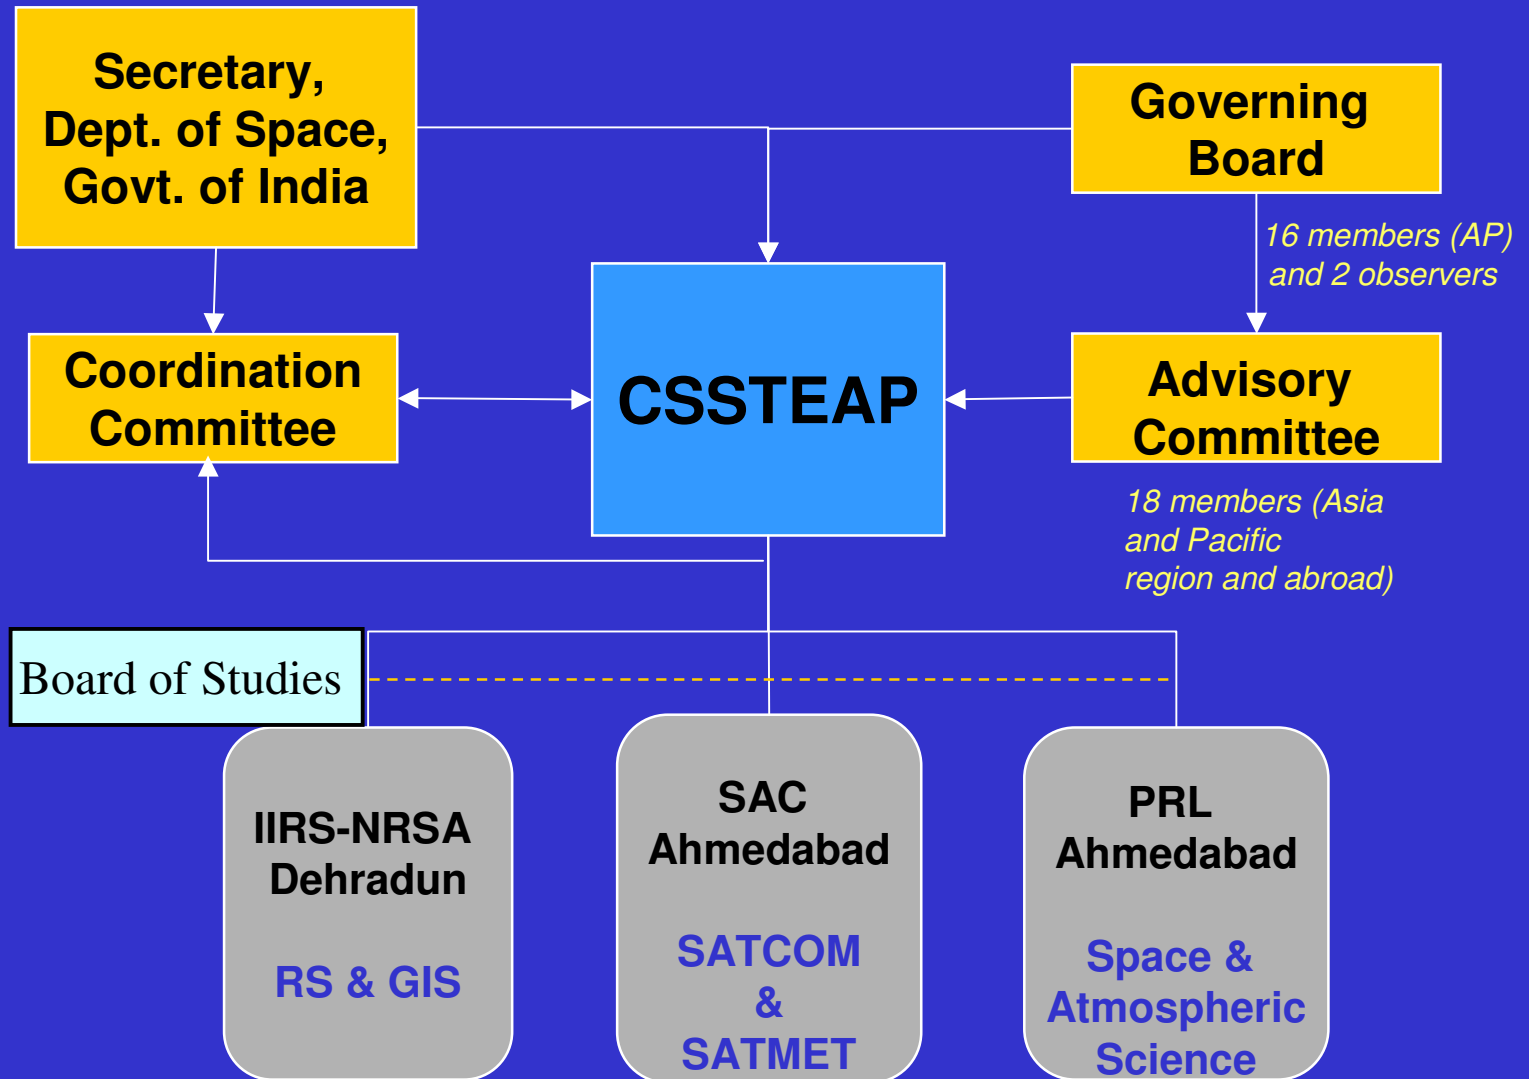 Secretary,
Dept. of Space,
Govt. of India
Governing
Board
16 members (AP)
and 2 observers
Coordination
Committee
CSSTEAP
Advisory
Committee
18 members (Asia
and Pacific
region and abroad)
Board of Studies
IIRS-NRSA
Dehradun
RS & GIS
SAC
Ahmedabad
SATCOM
&
SATMET
PRL
Ahmedabad
Space &
Atmospheric
Science